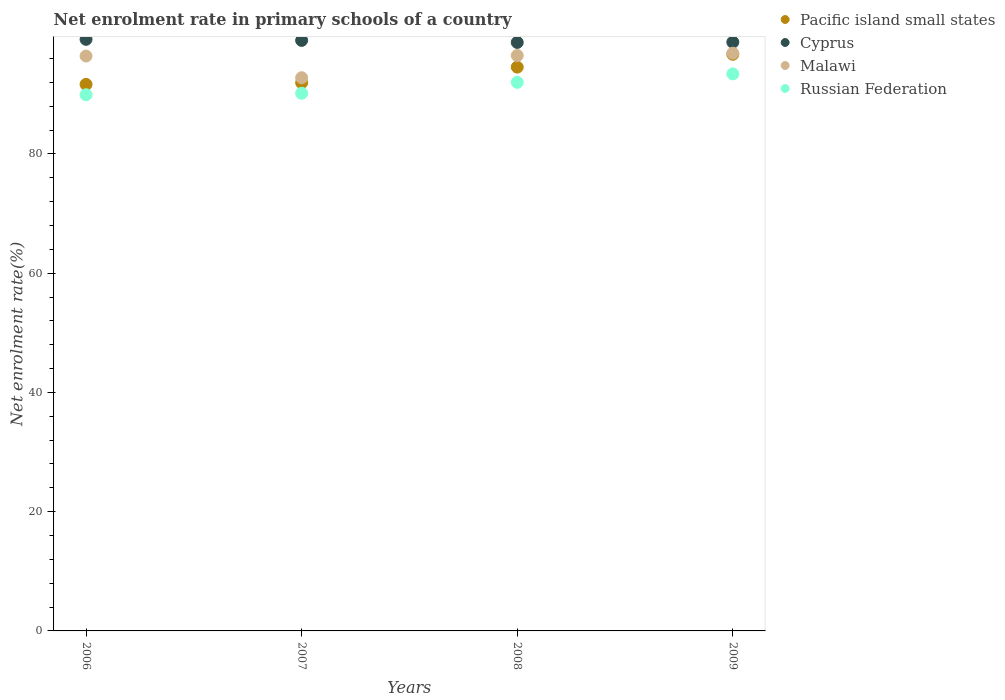 Net enrolment rate in primary schools of a country
Pacific island small states
Cyprus
Malawi
Russian Federation
Net enrolment rate(%)
80
60
40
20
0
2006
2007
2008
2009
Years